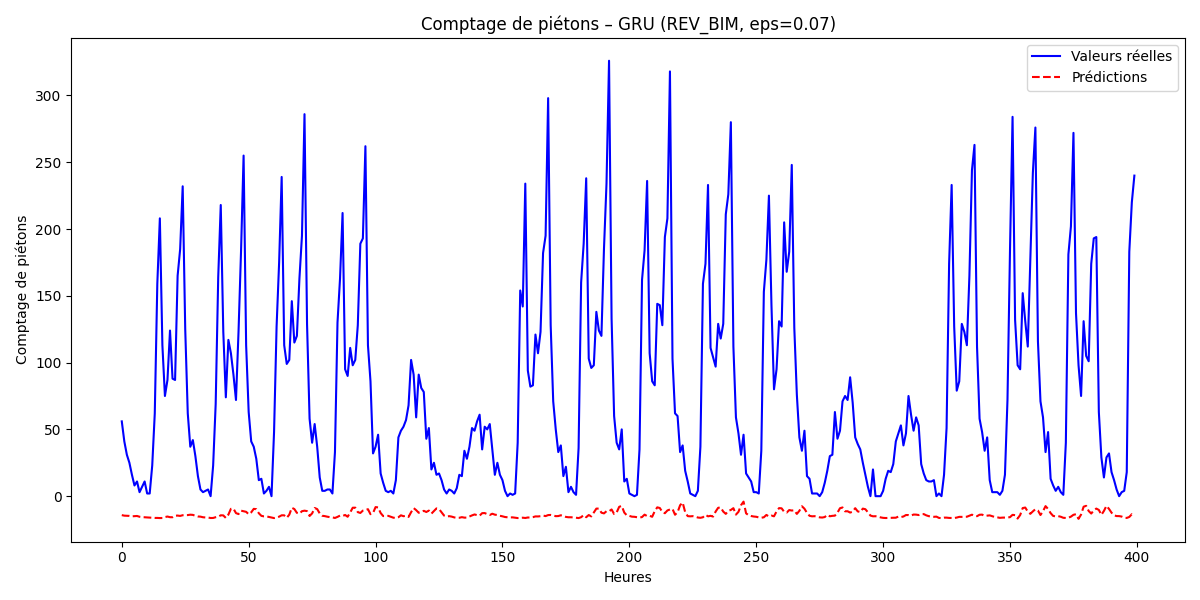 Comptage de piétons – GRU (REV_BIM, eps=0.07)
Valeurs réelles
Prédictions
Comptage de piétons
300
250
200
150
100
50
0
0 50 100 150 200 250 300 350 400
Heures